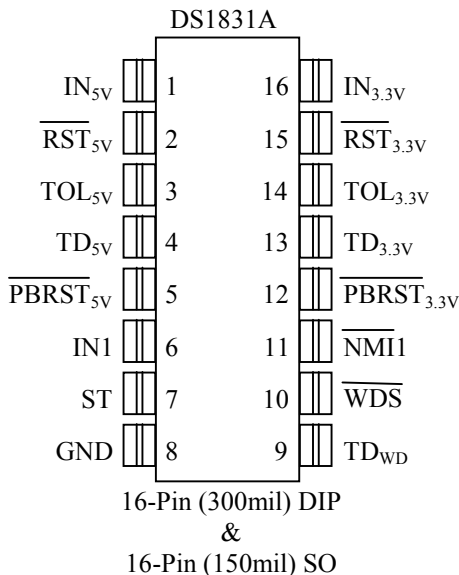 DS1831A
IN5V 1 16 IN3.3V
RST5V 2 15 RST3.3V
TOL5V 3 14 TOL3.3V
TD5V 4 13 TD3.3V
PBRST5V 5 12 PBRST3.3V
IN1 6 11 NMI1
ST 7 10 WDS
GND 8 9 TDWD
16-Pin (300mil) DIP
&
16-Pin (150mil) SO